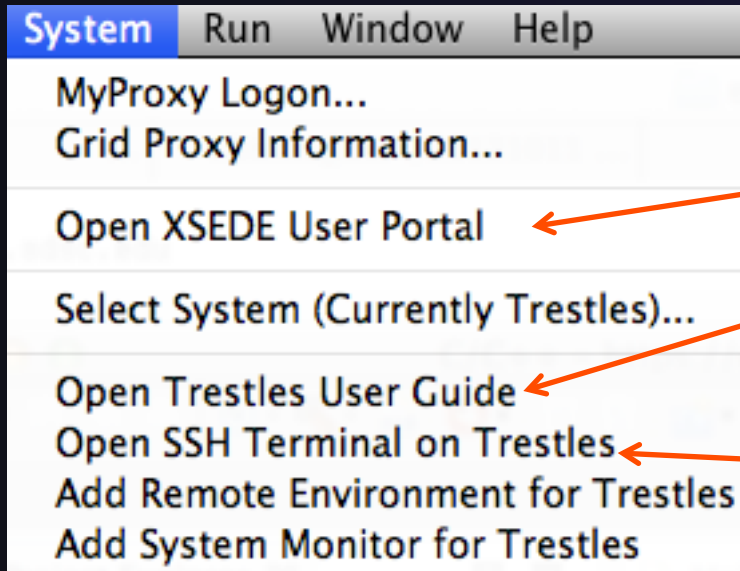 System Run Window Help
MyProxy Logon...
Grid Proxy Information...
Open XSEDE User Portal
Select System (Currently Trestles)...
Open Trestles User Guide
Open SSH Terminal on Trestles
Add Remote Environment for Trestles
Add System Monitor for Trestles